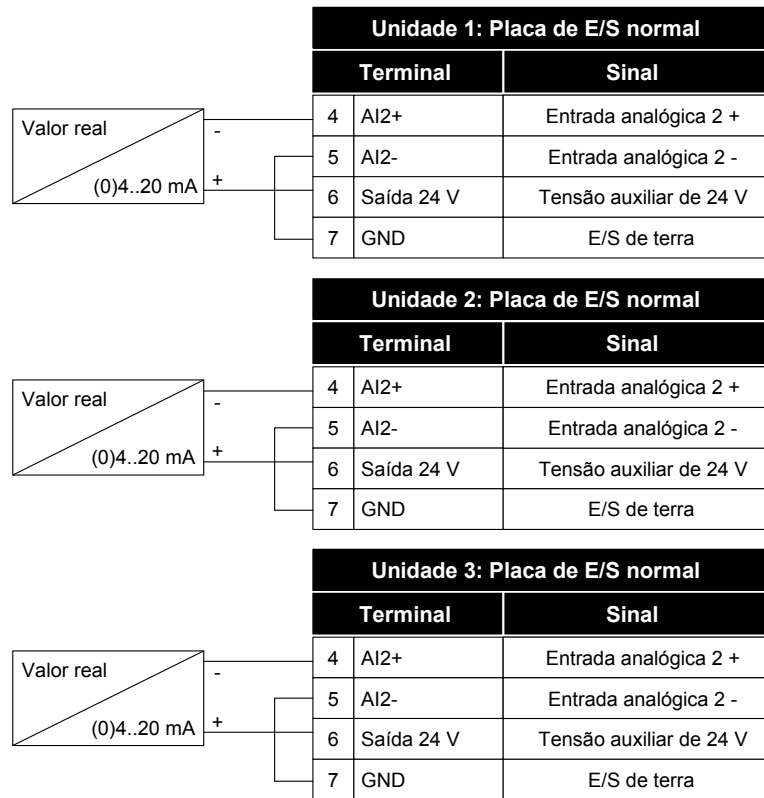 Unidade 1: Placa de E/S normal
Terminal Sinal
Valor real - 4 AI2+ Entrada analógica 2 +
5 AI2- Entrada analógica 2 -
(0)4..20 mA + 6 Saída 24 V Tensão auxiliar de 24 V
7 GND E/S de terra
Unidade 2: Placa de E/S normal
Terminal Sinal
Valor real - 4 AI2+ Entrada analógica 2 +
5 AI2- Entrada analógica 2 -
(0)4..20 mA + 6 Saída 24 V Tensão auxiliar de 24 V
7 GND E/S de terra
Unidade 3: Placa de E/S normal
Terminal Sinal
Valor real - 4 AI2+ Entrada analógica 2 +
5 AI2- Entrada analógica 2 -
(0)4..20 mA + 6 Saída 24 V Tensão auxiliar de 24 V
7 GND E/S de terra